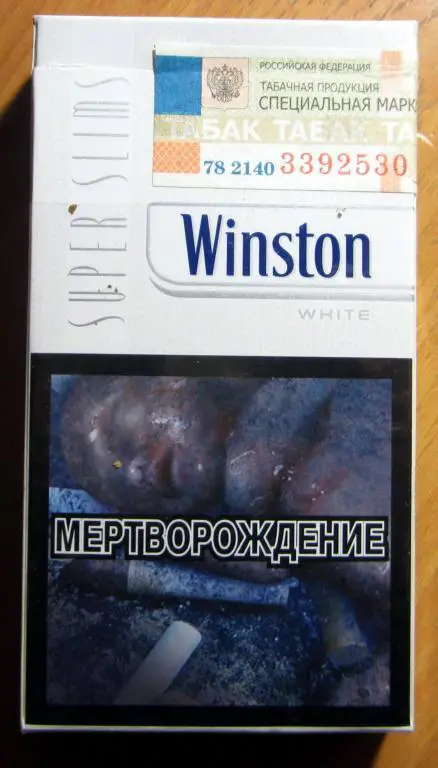 РОССИЙСКАЯ ФЕДЕРАЦИЯ
ТАБАЧНАЯ ПРОДУКЦИЯ
СПЕЦИАЛЬНАЯ МАРК
ТАБАК ТАБАК ТА
78 2140 3392530
SUPER SLIMS
Winston
WHITE
МЕРТВОРОЖДЕНИЕ